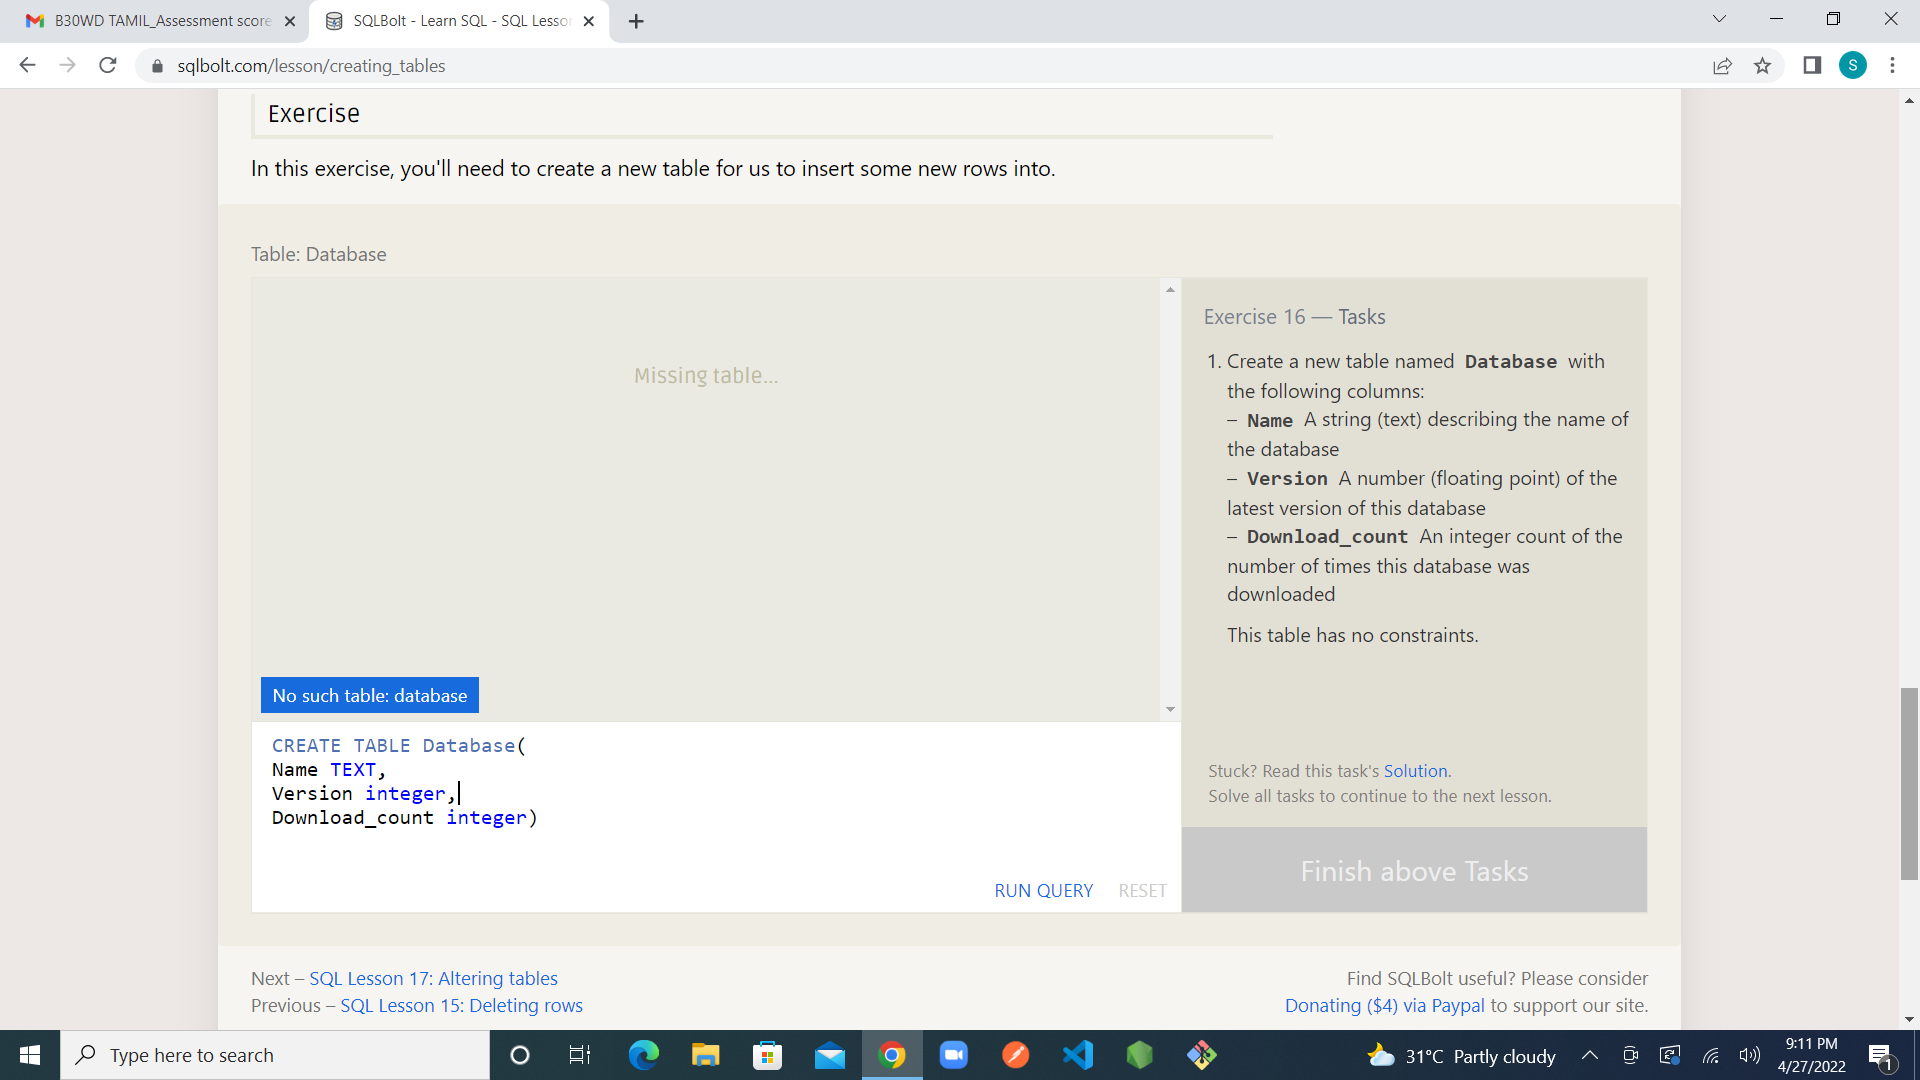 B30WD TAMIL_Assessment score
SQLBolt - Learn SQL - SQL Lesson
sqlbolt.com/lesson/creating_tables
S
Exercise
In this exercise, you'll need to create a new table for us to insert some new rows into.
Table: Database
Missing table…
No such table: database
CREATE TABLE Database(
Name TEXT,
Version integer,
Download_count integer)
RUN QUERY RESET
Exercise 16 — Tasks
1. Create a new table named Database with
the following columns:
– Name A string (text) describing the name of
the database
– Version A number (floating point) of the
latest version of this database
– Download_count An integer count of the
number of times this database was
downloaded
This table has no constraints.
Stuck? Read this task's Solution.
Solve all tasks to continue to the next lesson.
Finish above Tasks
Next – SQL Lesson 17: Altering tables
Previous – SQL Lesson 15: Deleting rows
Find SQLBolt useful? Please consider
Donating ($4) via Paypal to support our site.
Type here to search
31°C Partly cloudy
9:11 PM
4/27/2022
1